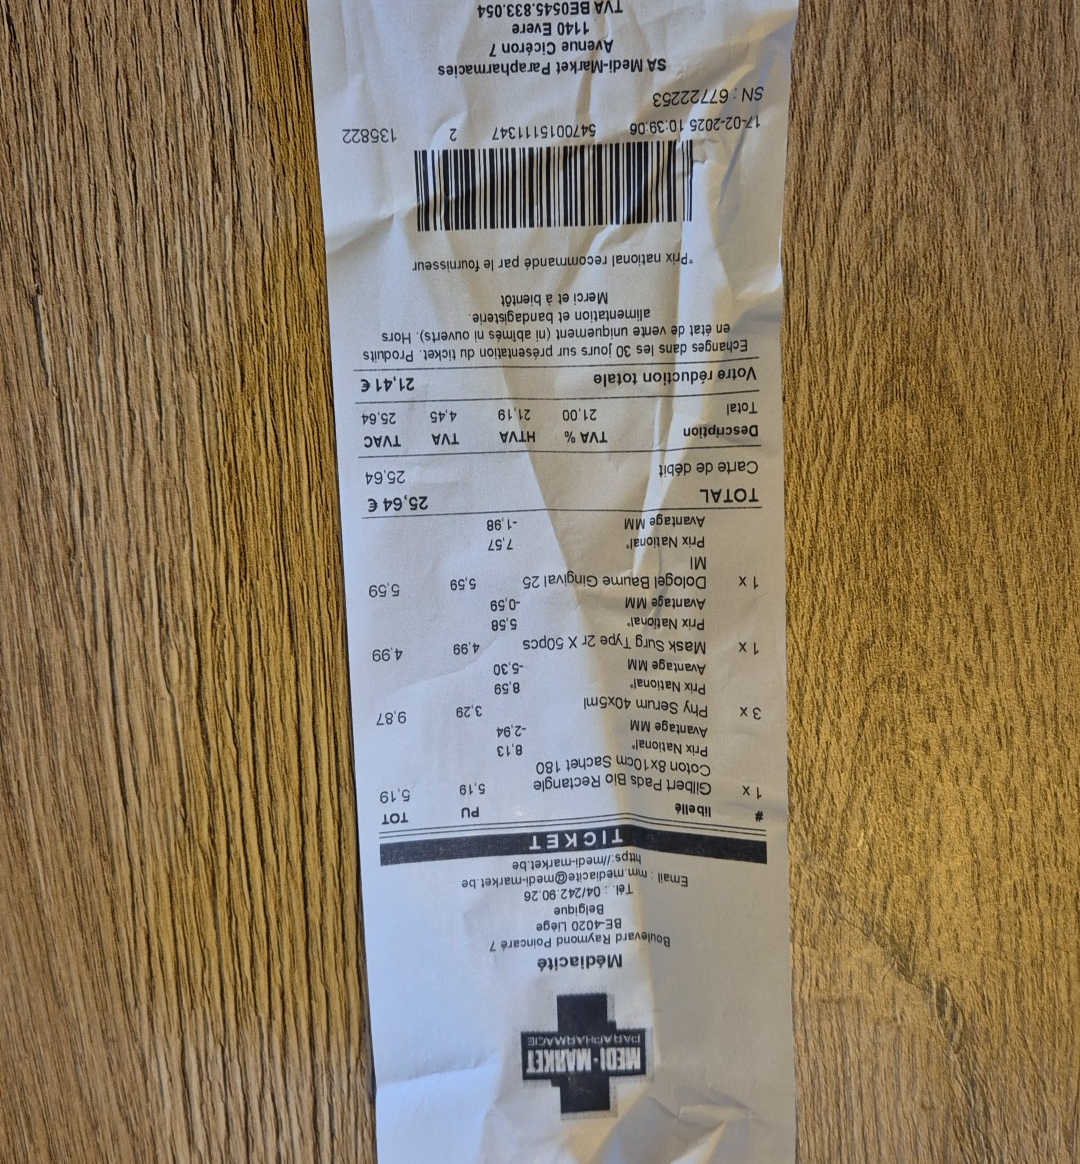 MEDI-MARKET
PARAPHARMACIE
Médiacité
Boulevard Raymond Poincaré 7
BE-4020 Liège
Belgique
Tél. : 04/242.90.26
Email : mm.mediacite@medi-market.be
https://medi-market.be
TICKET
# libellé PU TOT
1 x Gilbert Pads Bio Rectangle 5,19 5,19
Coton 8x10cm Sachet 180
Prix National* 8,13
Avantage MM -2,94
3 x Phy Serum 40x5ml 3,29 9,87
Prix National* 8,59
Avantage MM -5,30
1 x Mask Surg Type 2r X 50pcs 4,99 4,99
Prix National* 5,58
Avantage MM -0,59
1 x Dologel Baume Gingival 25 5,59 5,59
Ml
Prix National* 7,57
Avantage MM -1,98
TOTAL 25,64 €
Carte de débit 25,64
Description TVA % HTVA TVA TVAC
Total 21,00 21,19 4,45 25,64
Votre réduction totale 21,41 €
Echanges dans les 30 jours sur présentation du ticket. Produits
en état de vente uniquement (ni abîmés ni ouverts). Hors
alimentation et bandagisterie.
Merci et à bientôt
*Prix national recommandé par le fournisseur
17-02-2025 10:39:06 5470015111347 2 135822
SN : 67722253
SA Medi-Market Parapharmacies
Avenue Cicéron 7
1140 Evere
TVA BE0545.833.054